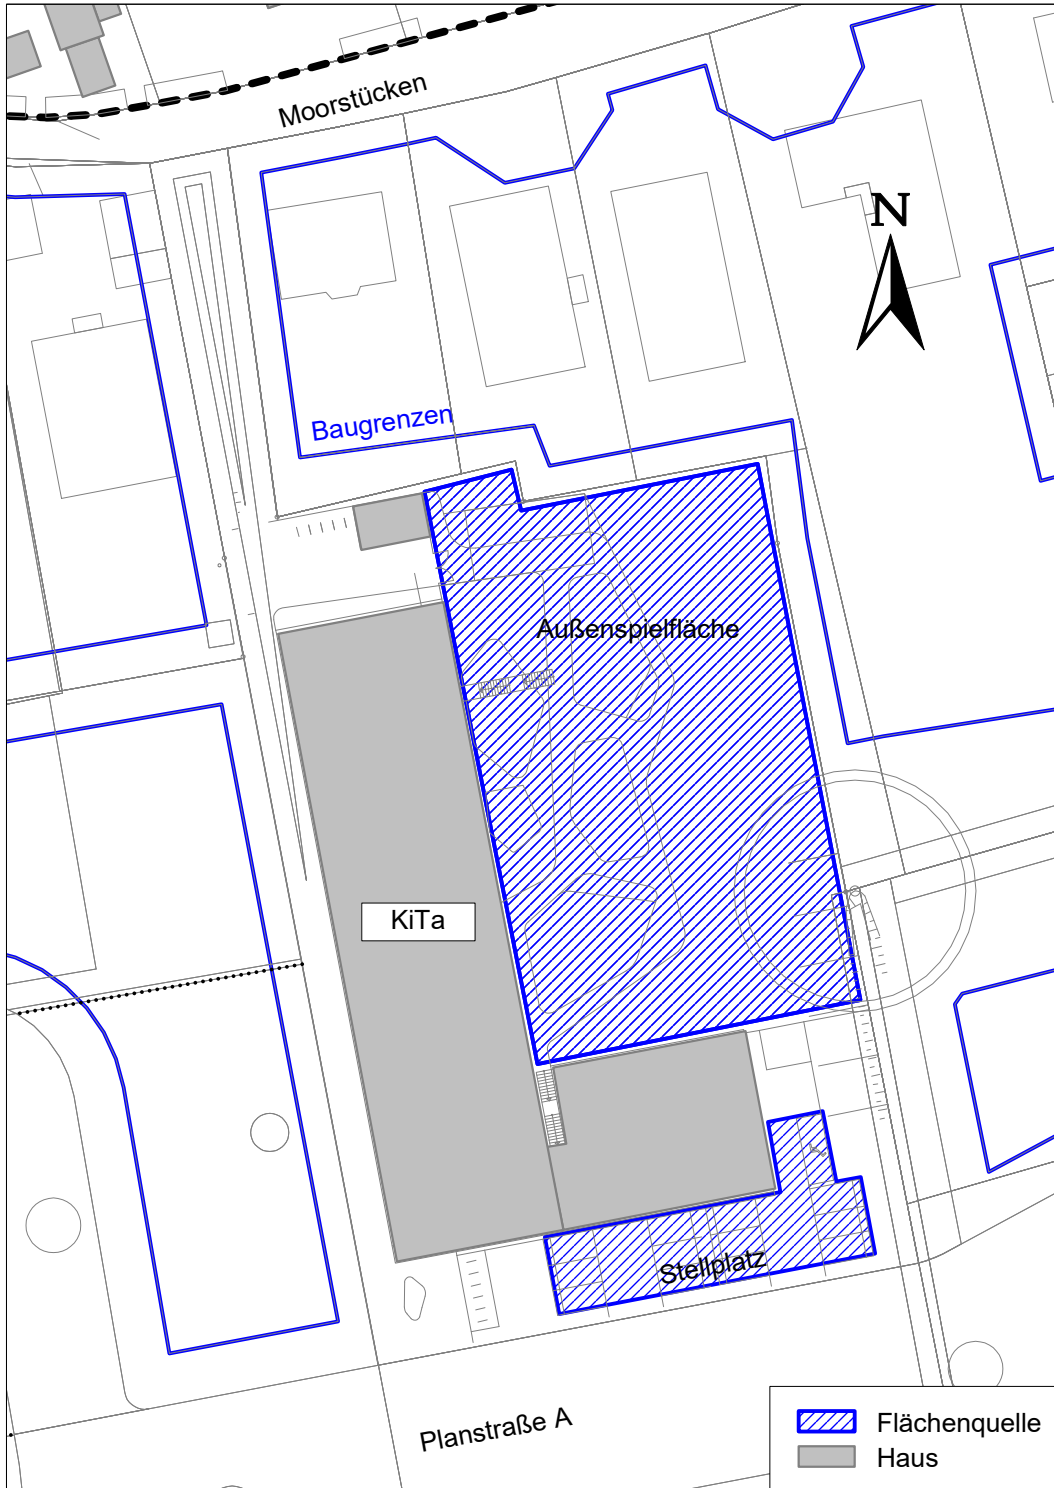 Moorstücken
N
Baugrenzen
Außenspielfläche
KiTa
Stellplatz
Planstraße A
Flächenquelle
Haus